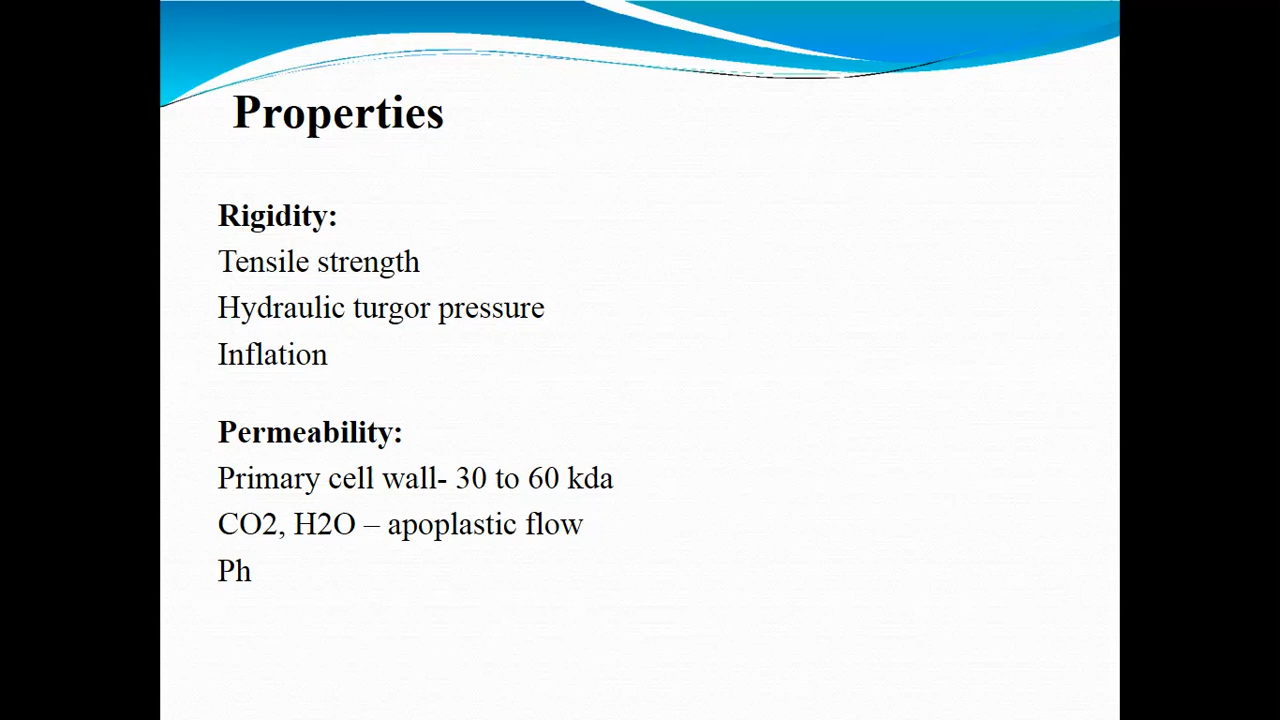 Properties
Rigidity:
Tensile strength
Hydraulic turgor pressure
Inflation
Permeability:
Primary cell wall- 30 to 60 kda
CO2, H2O – apoplastic flow
Ph